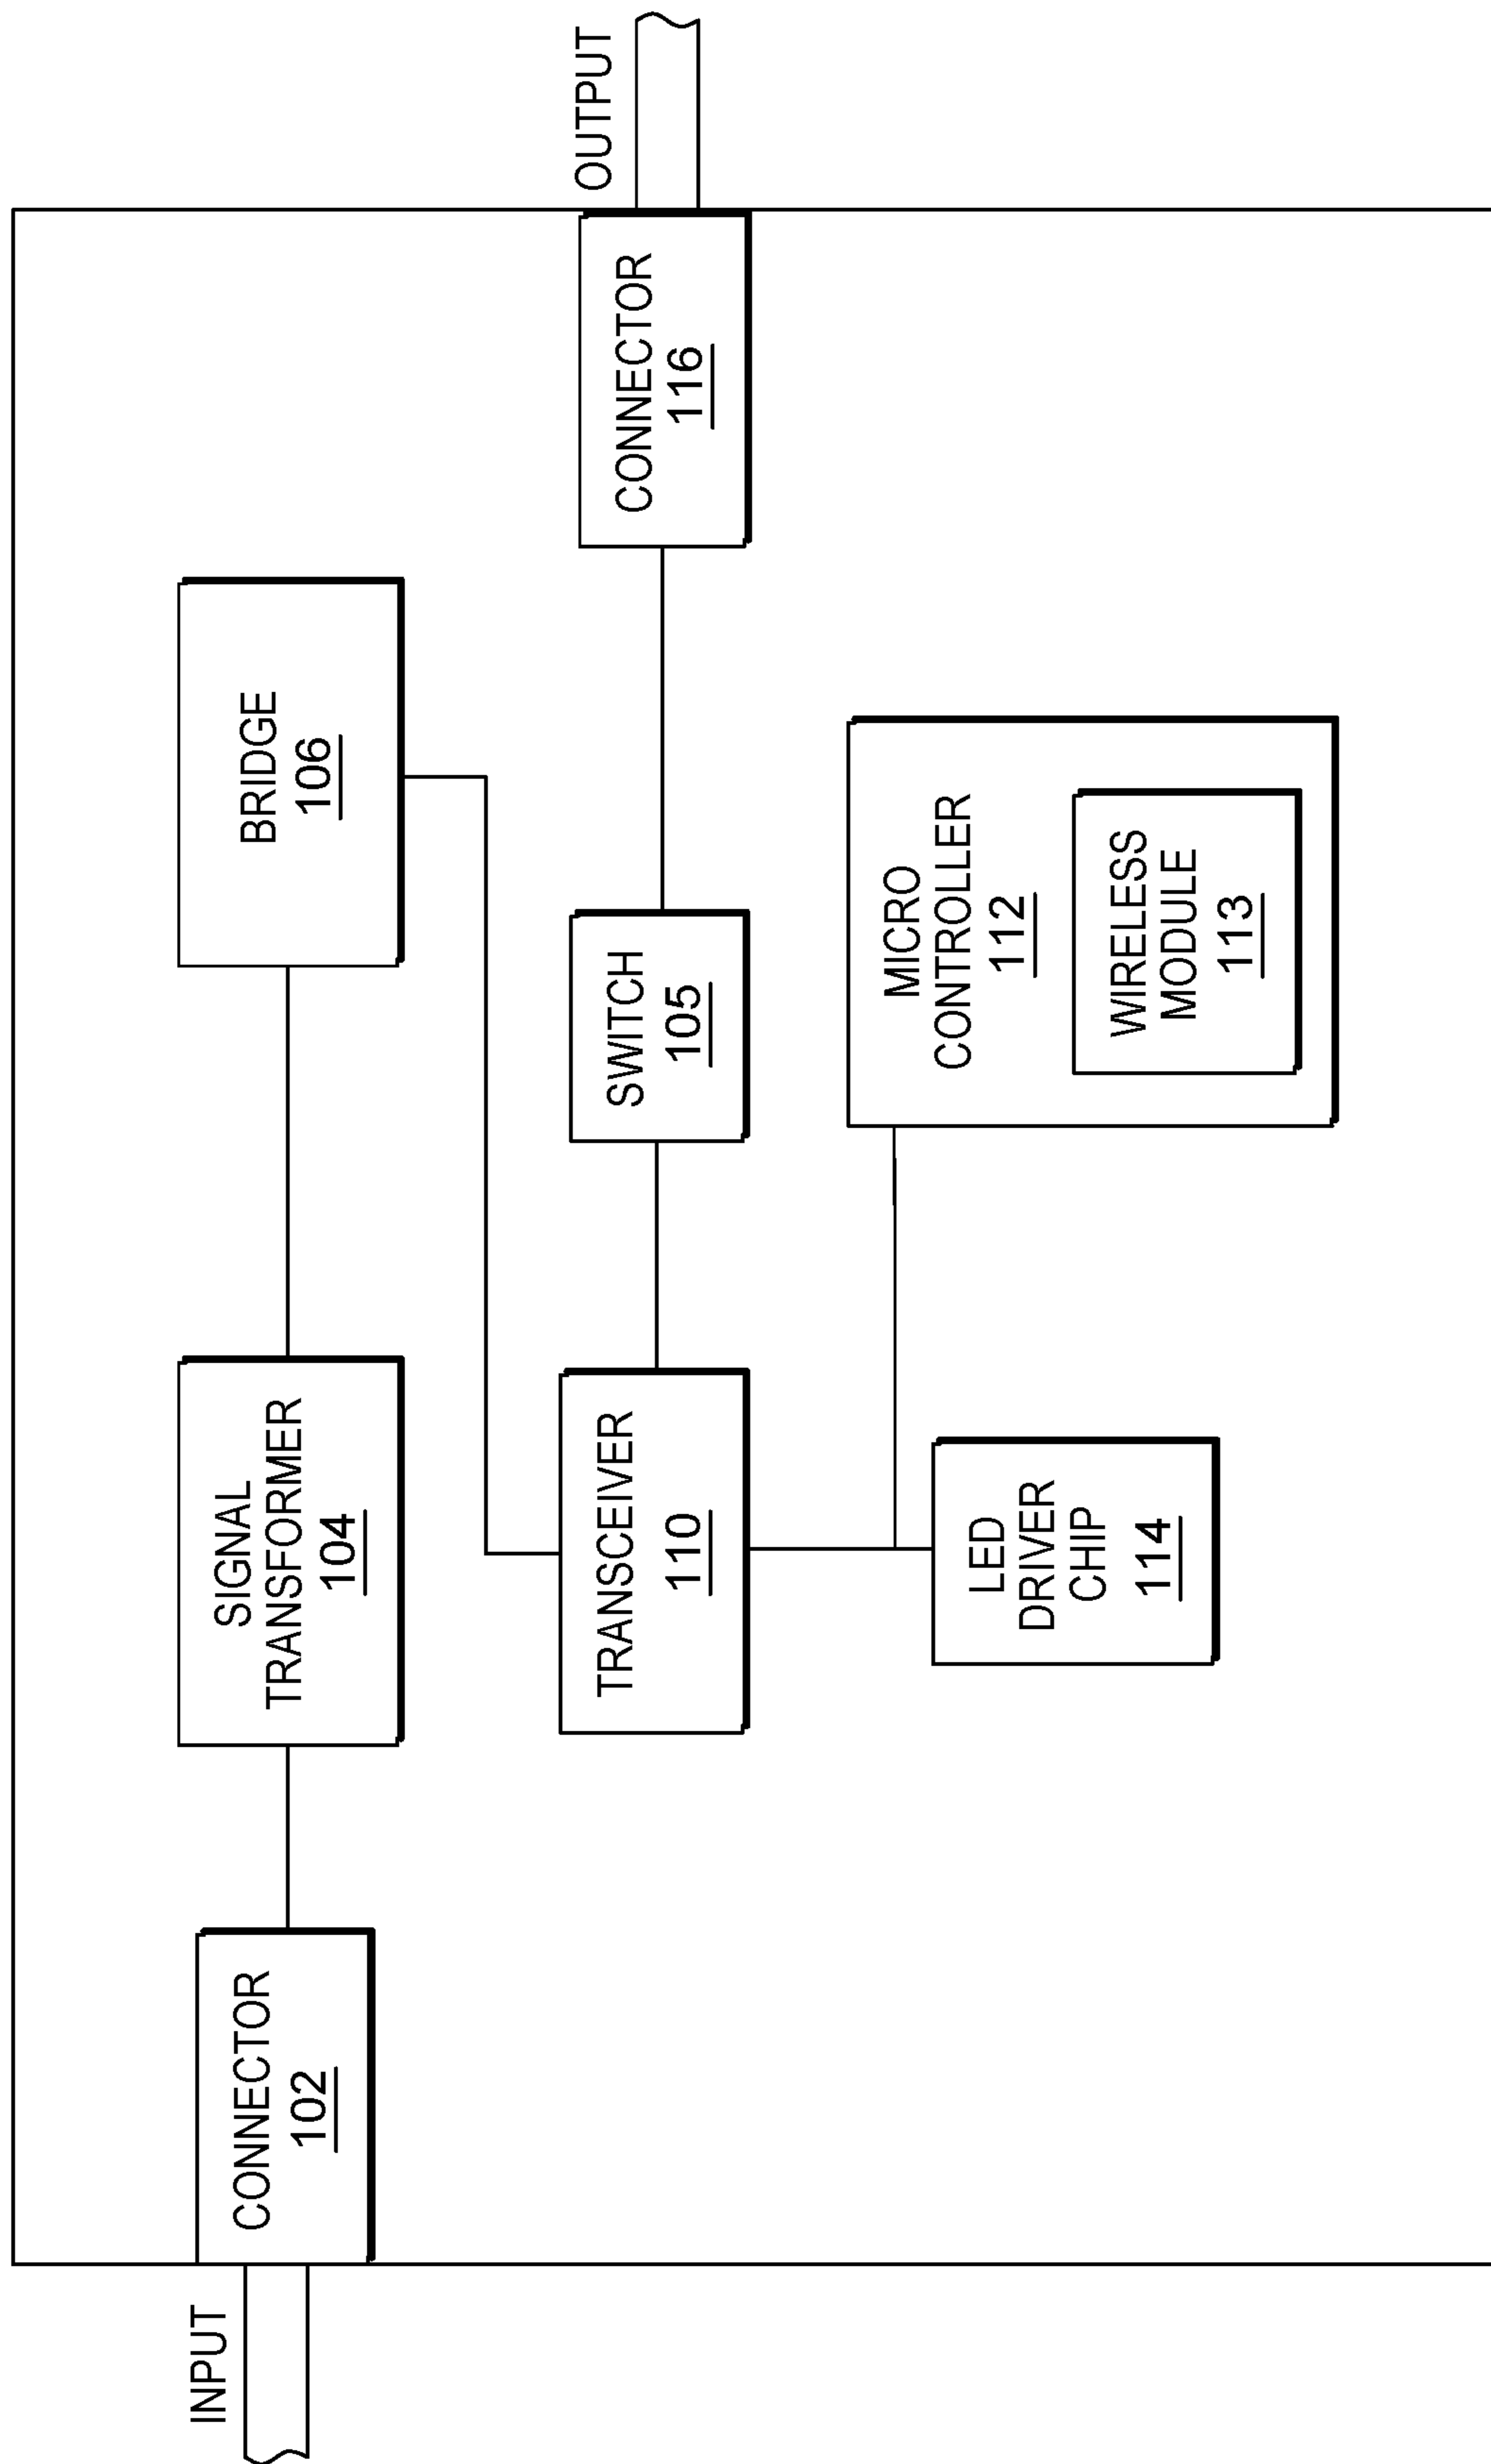 INPUT
CONNECTOR
102
SIGNAL
TRANSFORMER
104
BRIDGE
106
TRANSCEIVER
110
SWITCH
105
CONNECTOR
116
OUTPUT
LED
DRIVER
CHIP
114
MICRO
CONTROLLER
112
WIRELESS
MODULE
113